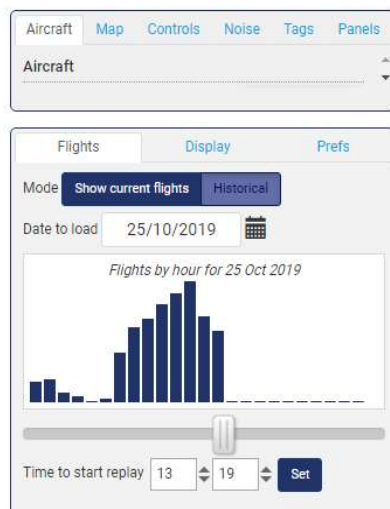 Aircraft Map Controls Noise Tags Panels
Aircraft
Flights Display Prefs
Mode Show current flights Historical
Date to load 25/10/2019
Flights by hour for 25 Oct 2019
Time to start replay 13 19 Set